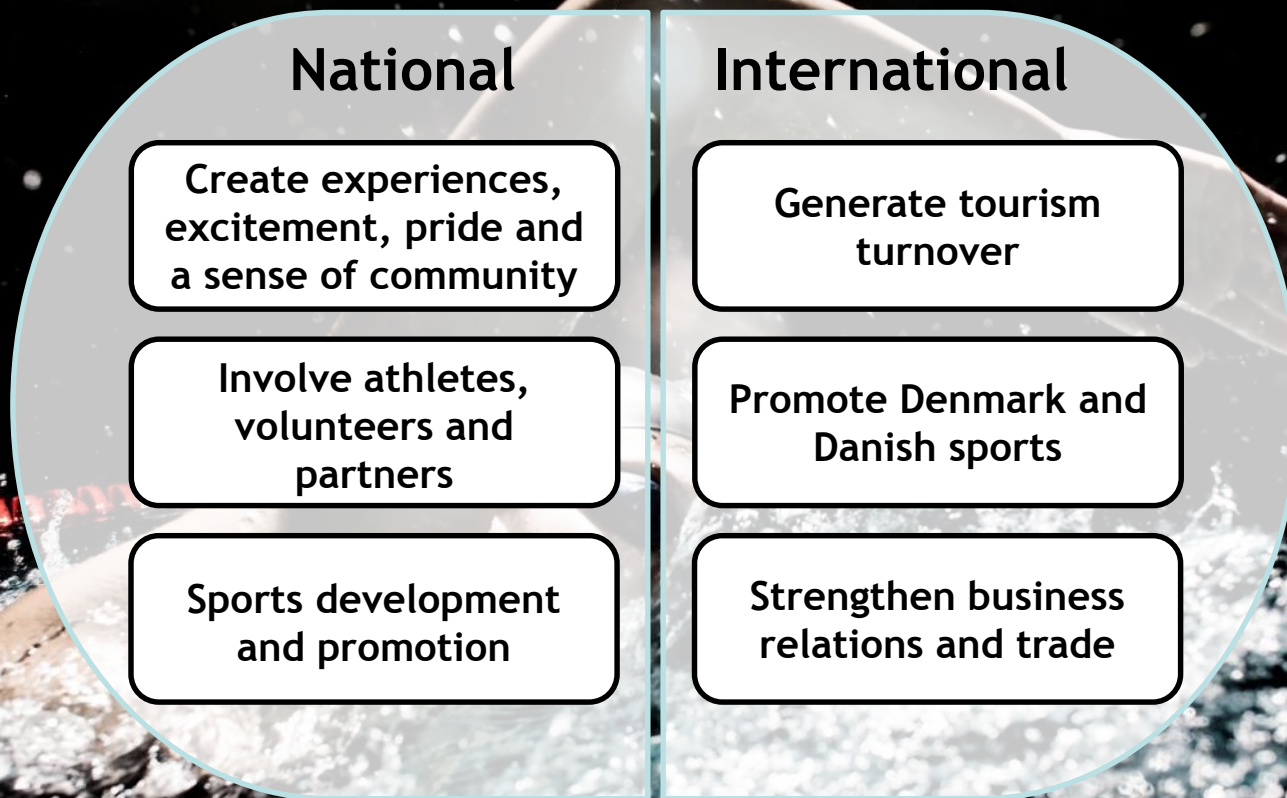 National
Create experiences,
excitement, pride and
a sense of community
Involve athletes,
volunteers and
partners
Sports development
and promotion
International
Generate tourism
turnover
Promote Denmark and
Danish sports
Strengthen business
relations and trade